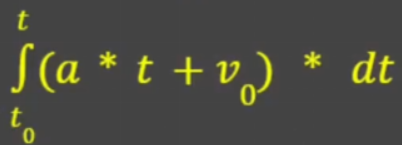 t
∫(a * t + v₀) * dt
t₀